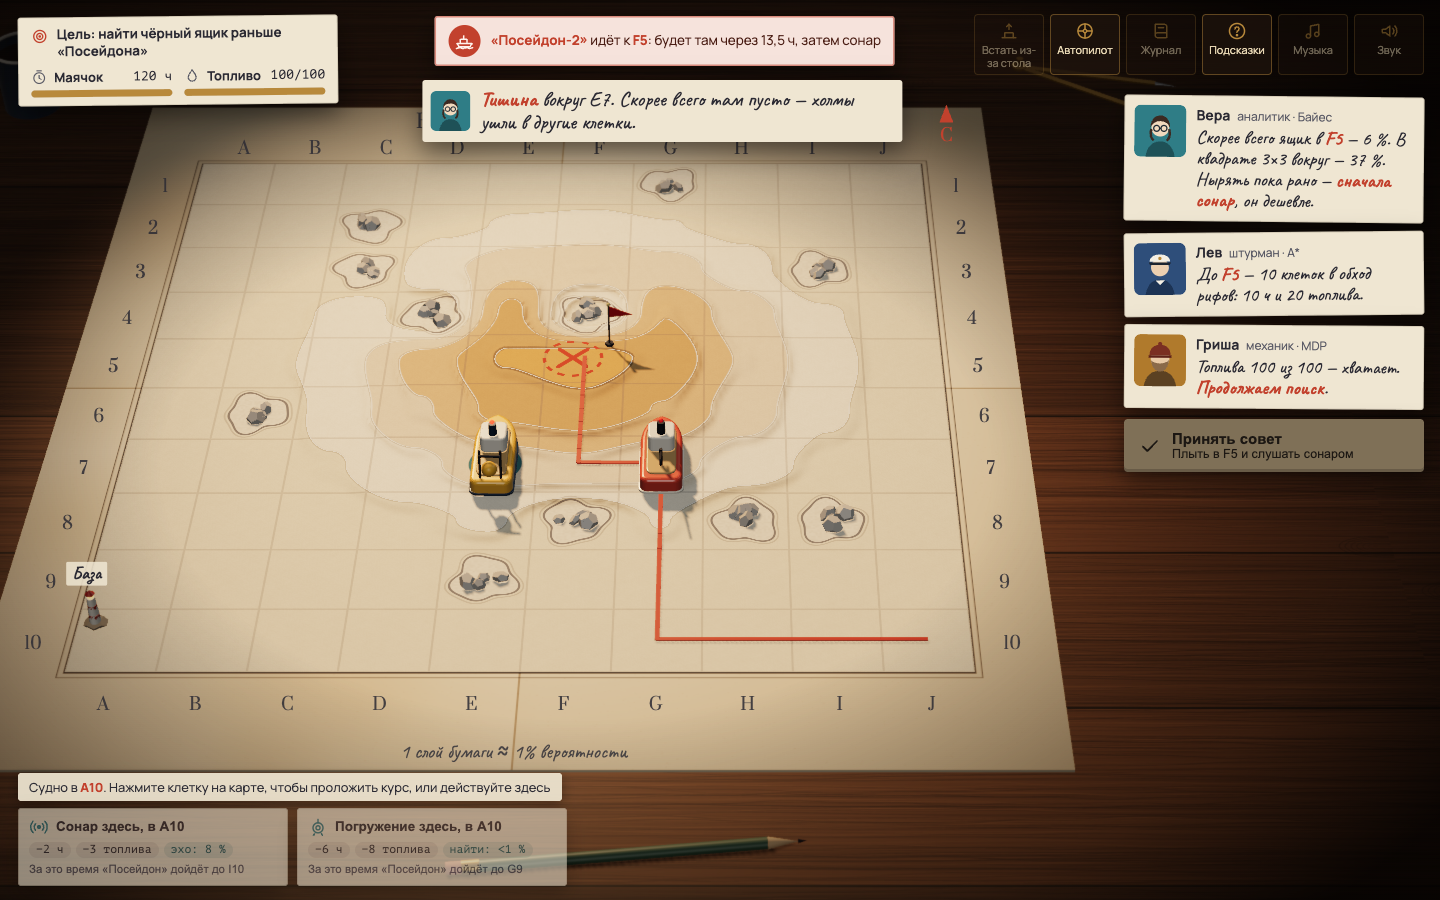 Цель: найти чёрный ящик раньше
«Посейдона»
Маячок 120 ч Топливо 100/100
«Посейдон-2» идёт к F5: будет там через 13,5 ч, затем сонар
Встать из-
за стола
Автопилот
Журнал
Подсказки
Музыка
Звук
Тишина вокруг E7. Скорее всего там пусто — холмы
ушли в другие клетки.
С
Вера аналитик · Байес
Скорее всего ящик в F5 — 6 %. В
квадрате 3×3 вокруг — 37 %.
Нырять пока рано — сначала
сонар, он дешевле.
Лев штурман · A*
До F5 — 10 клеток в обход
рифов: 10 ч и 20 топлива.
Гриша механик · MDP
Топлива 100 из 100 — хватает.
Продолжаем поиск.
Принять совет
Плыть в F5 и слушать сонаром
A B C D E F G H I J
1 1
2 2
3 3
4 4
5 5
6 6
7 7
8 8
9 9
База
10 10
A B C D E F G H I J
1 слой бумаги ≈ 1% вероятности
Судно в A10. Нажмите клетку на карте, чтобы проложить курс, или действуйте здесь
Сонар здесь, в A10
−2 ч −3 топлива эхо: 8 %
За это время «Посейдон» дойдёт до I10
Погружение здесь, в A10
−6 ч −8 топлива найти: <1 %
За это время «Посейдон» дойдёт до G9